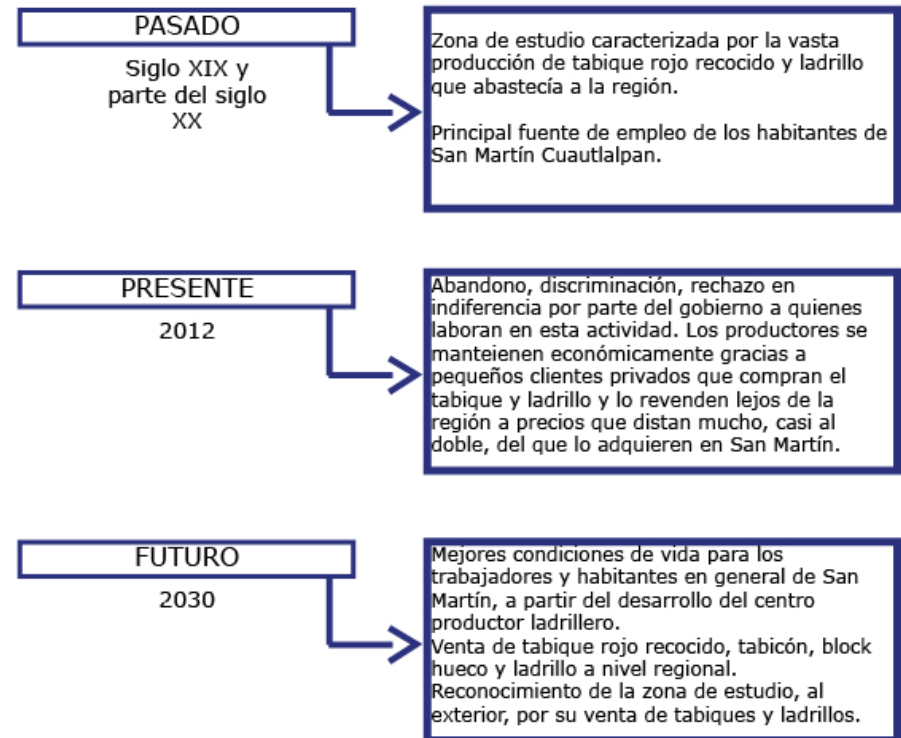 PASADO
Siglo XIX y
parte del siglo
XX
Zona de estudio caracterizada por la vasta
producción de tabique rojo recocido y ladrillo
que abastecía a la región.
Principal fuente de empleo de los habitantes de
San Martín Cuautlalpan.
PRESENTE
2012
Abandono, discriminación, rechazo en
indiferencia por parte del gobierno a quienes
laboran en esta actividad. Los productores se
manteienen económicamente gracias a
pequeños clientes privados que compran el
tabique y ladrillo y lo revenden lejos de la
región a precios que distan mucho, casi al
doble, del que lo adquieren en San Martín.
FUTURO
2030
Mejores condiciones de vida para los
trabajadores y habitantes en general de San
Martín, a partir del desarrollo del centro
productor ladrillero.
Venta de tabique rojo recocido, tabicón, block
hueco y ladrillo a nivel regional.
Reconocimiento de la zona de estudio, al
exterior, por su venta de tabiques y ladrillos.